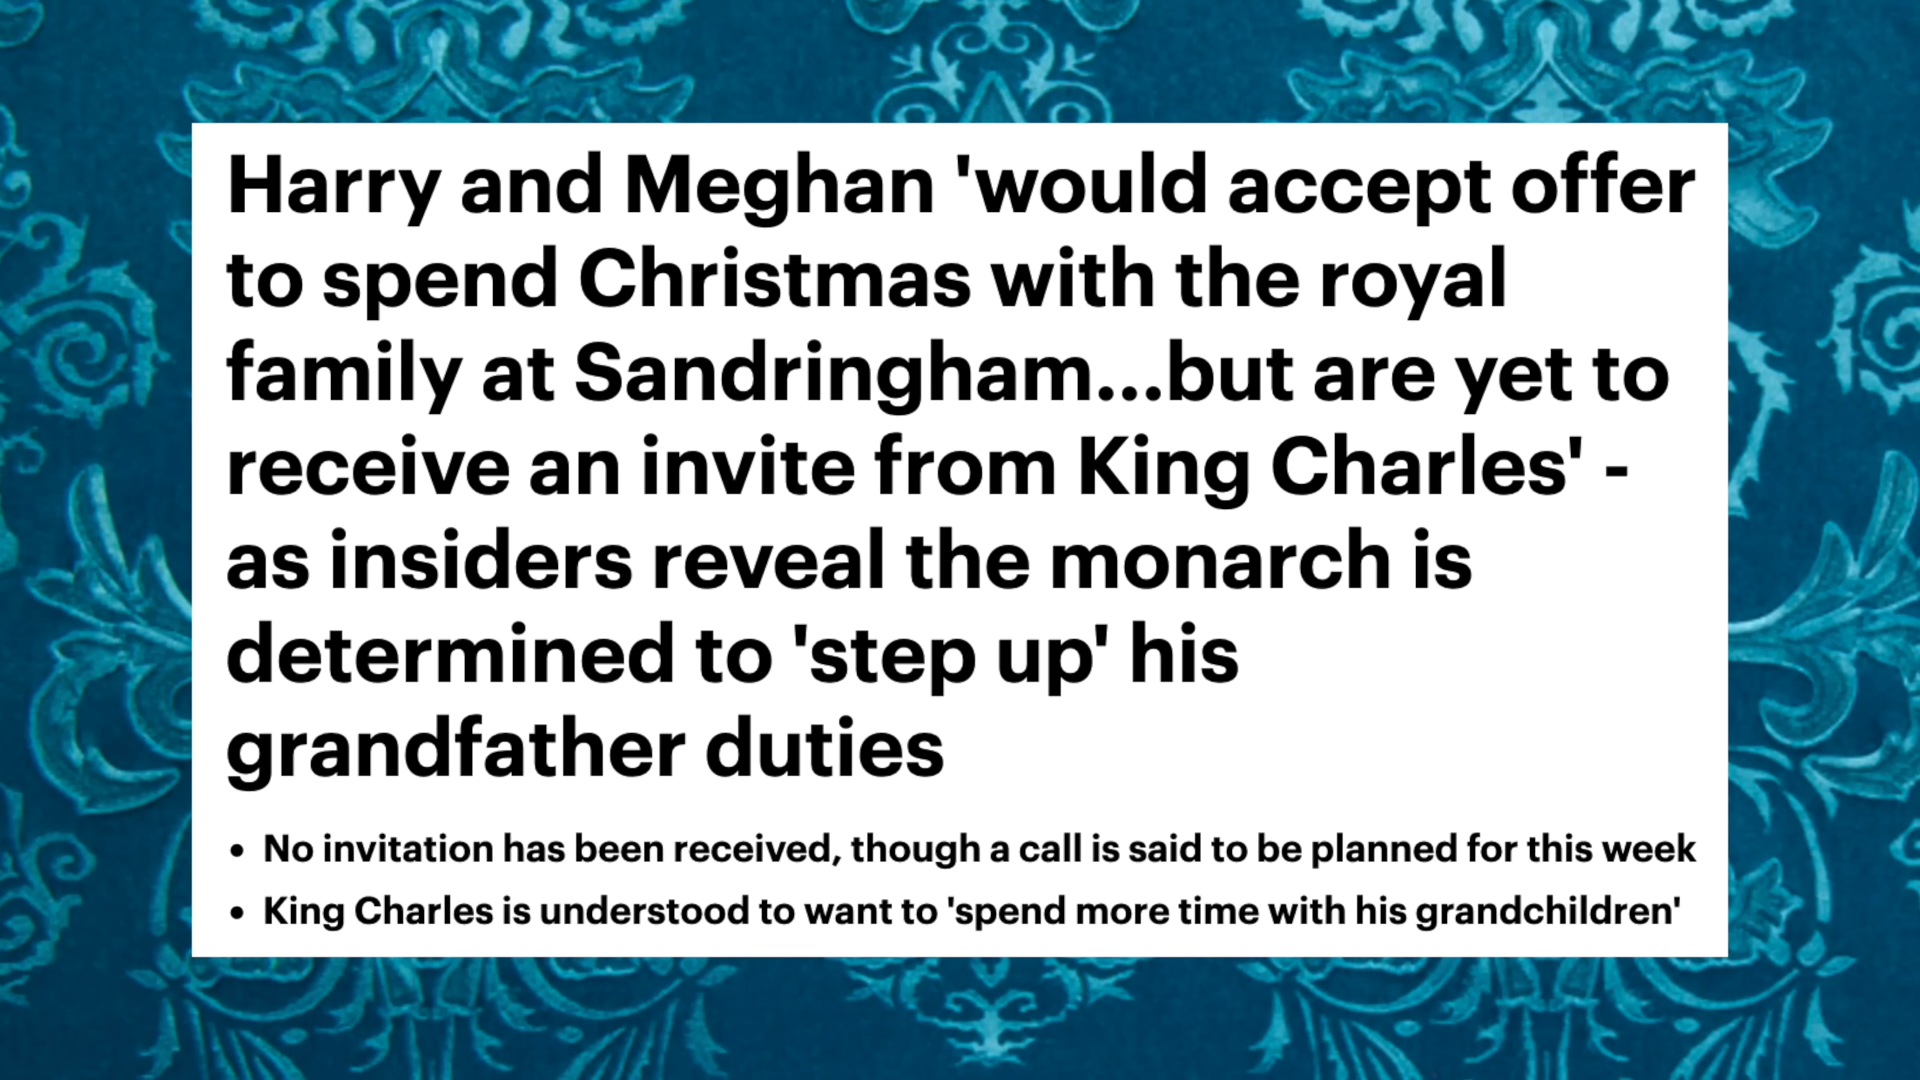 Harry and Meghan 'would accept offer
to spend Christmas with the royal
family at Sandringham...but are yet to
receive an invite from King Charles' -
as insiders reveal the monarch is
determined to 'step up' his
grandfather duties
• No invitation has been received, though a call is said to be planned for this week
• King Charles is understood to want to 'spend more time with his grandchildren'